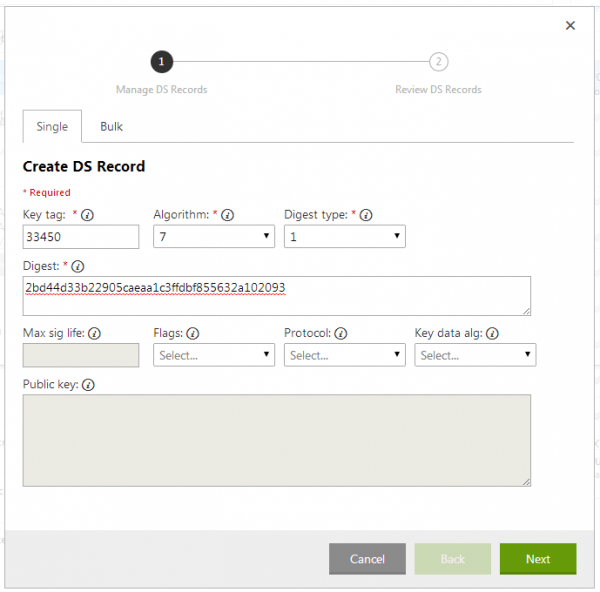 ×
1 2
Manage DS Records Review DS Records
Single Bulk
Create DS Record
* Required
Key tag: * i Algorithm: * i Digest type: * i
33450 7 1
Digest: * i
2bd44d33b22905caeaa1c3ffdbf855632a102093
Max sig life: i Flags: i Protocol: i Key data alg: i
Select... Select... Select...
Public key: i
Cancel Back Next